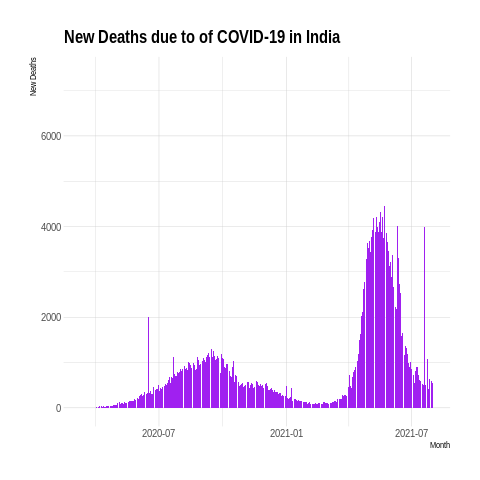 New Deaths due to of COVID-19 in India
New Deaths
6000
4000
2000
0
2020-07
2021-01
2021-07
Month